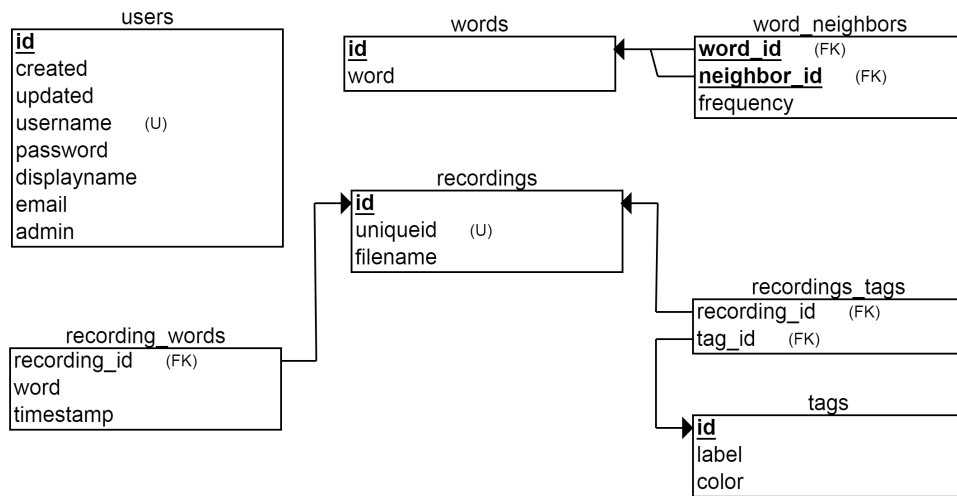 users
id
created
updated
username (U)
password
displayname
email
admin
words
id
word
word_neighbors
word_id (FK)
neighbor_id (FK)
frequency
recordings
id
uniqueid (U)
filename
recording_words
recording_id (FK)
word
timestamp
recordings_tags
recording_id (FK)
tag_id (FK)
tags
id
label
color